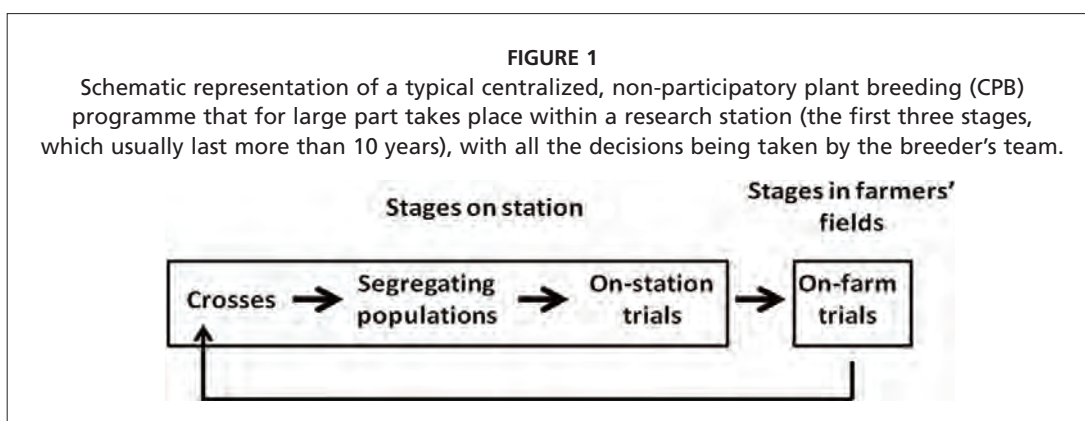 FIGURE 1
Schematic representation of a typical centralized, non-participatory plant breeding (CPB)
programme that for large part takes place within a research station (the first three stages,
which usually last more than 10 years), with all the decisions being taken by the breeder's team.
Stages on station
Stages in farmers'
fields
Crosses
Segregating
populations
On-station
trials
On-farm
trials